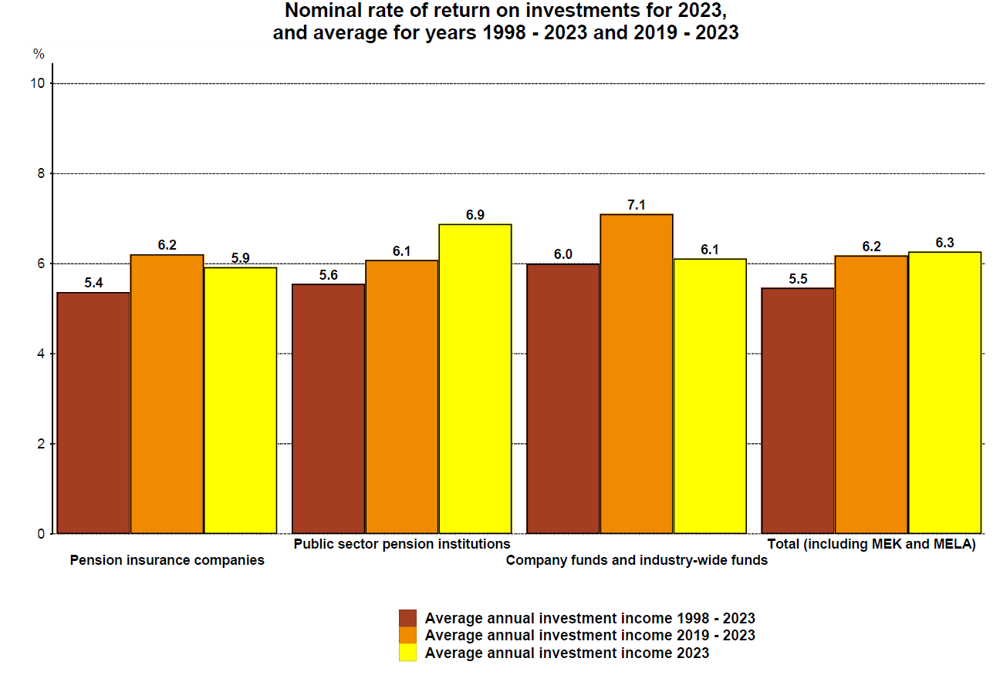 Nominal rate of return on investments for 2023,
and average for years 1998 - 2023 and 2019 - 2023
%
10
8
6
4
2
0
5.4
6.2
5.9
5.6
6.1
6.9
6.0
7.1
6.1
5.5
6.2
6.3
Pension insurance companies
Public sector pension institutions
Company funds and industry-wide funds
Total (including MEK and MELA)
Average annual investment income 1998 - 2023
Average annual investment income 2019 - 2023
Average annual investment income 2023